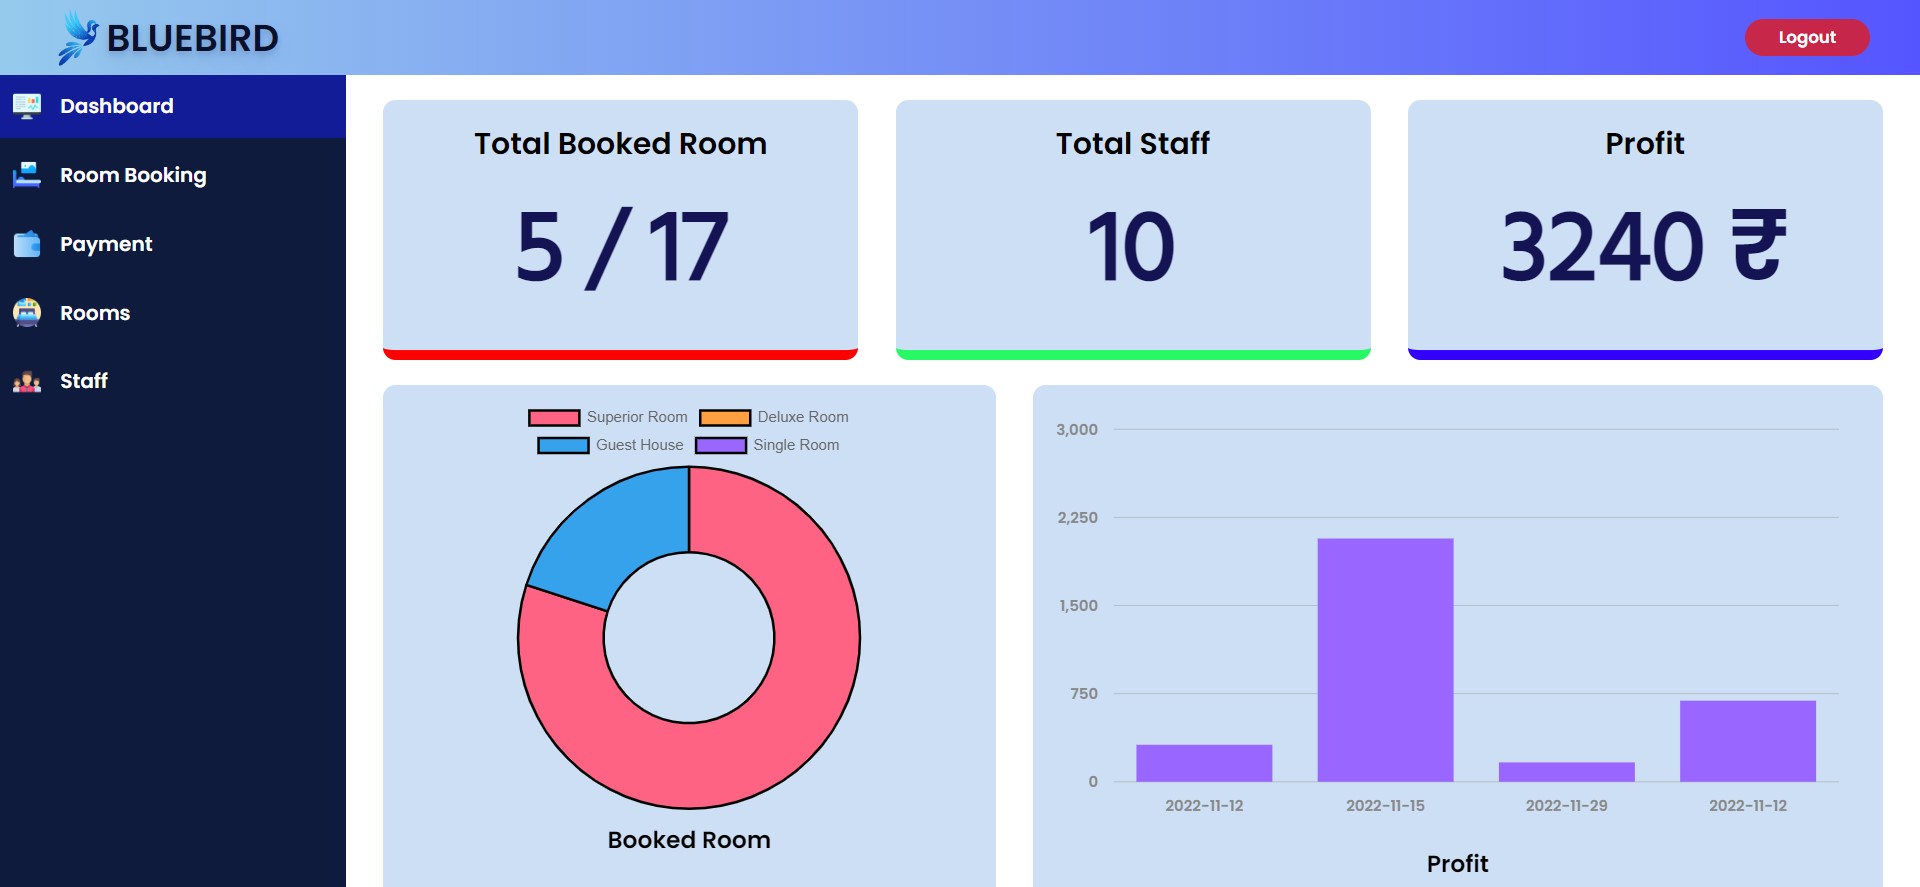 BLUEBIRD
Logout
Dashboard
Room Booking
Payment
Rooms
Staff
Total Booked Room
5 / 17
Total Staff
10
Profit
3240 ₹
Superior Room
Deluxe Room
Guest House
Single Room
Booked Room
3,000
2,250
1,500
750
0
2022-11-12
2022-11-15
2022-11-29
2022-11-12
Profit